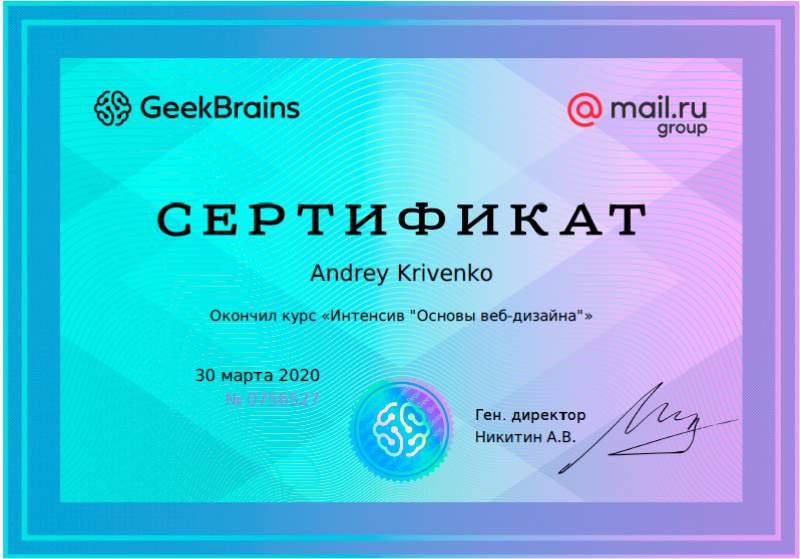 GeekBrains
@mail.ru
group
СЕРТИФИКАТ
Andrey Krivenko
Окончил курс «Интенсив "Основы веб-дизайна"»
30 марта 2020
№ 0756527
Ген. директор
Никитин А.В.